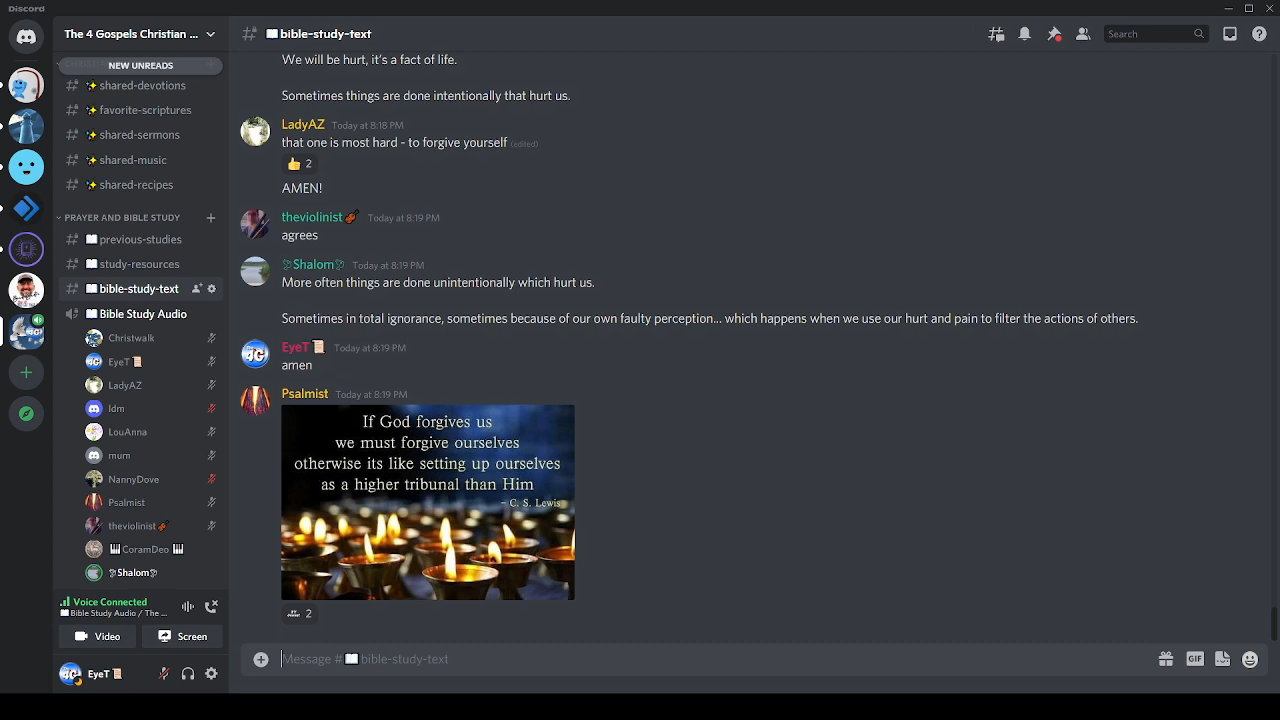 Discord
The 4 Gospels Christian ...
NEW UNREADS
shared-devotions
favorite-scriptures
shared-sermons
shared-music
shared-recipes
PRAYER AND BIBLE STUDY
previous-studies
study-resources
bible-study-text
Bible Study Audio
Christwalk
EyeT
LadyAZ
ldm
LouAnna
mum
NannyDove
Psalmist
theviolinist
CoramDeo
Shalom
Voice Connected
Bible Study Audio / The ...
Video
Screen
EyeT
bible-study-text
Search
We will be hurt, it's a fact of life.
Sometimes things are done intentionally that hurt us.
LadyAZ Today at 8:18 PM
that one is most hard - to forgive yourself (edited)
2
AMEN!
theviolinist Today at 8:19 PM
agrees
Shalom Today at 8:19 PM
More often things are done unintentionally which hurt us.
Sometimes in total ignorance, sometimes because of our own faulty perception... which happens when we use our hurt and pain to filter the actions of others.
EyeT Today at 8:19 PM
amen
Psalmist Today at 8:19 PM
If God forgives us
we must forgive ourselves
otherwise its like setting up ourselves
as a higher tribunal than Him
– C. S. Lewis
2
Message # bible-study-text
GIF